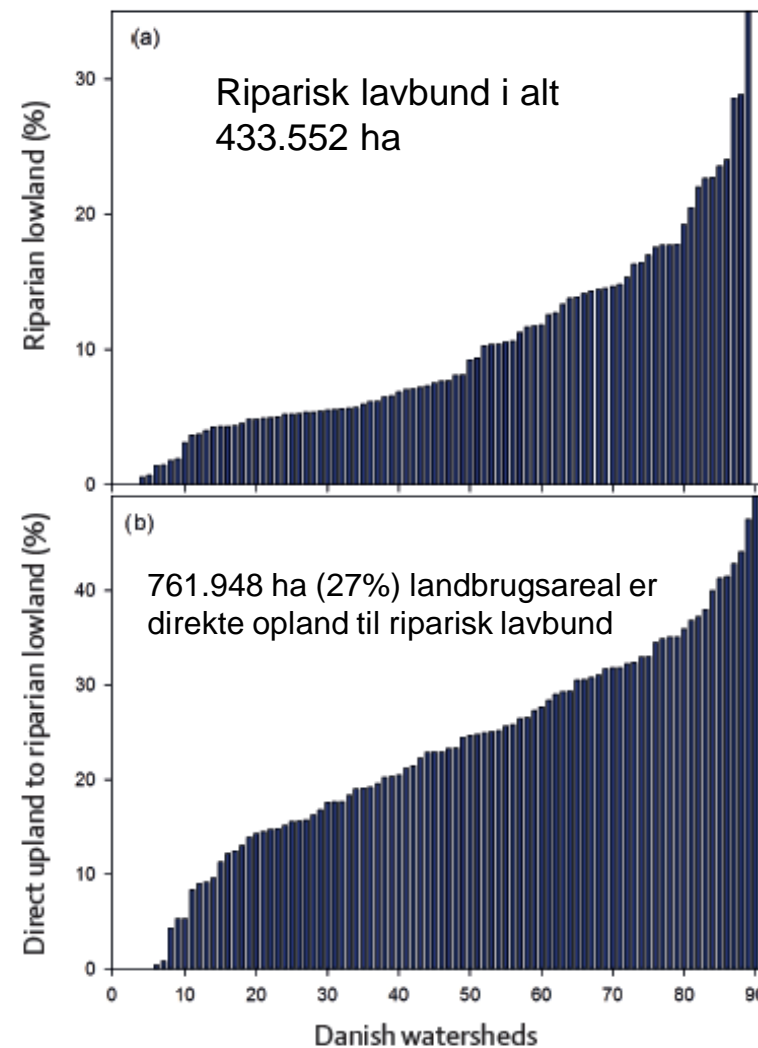 (a)
Riparisk lavbund i alt
433.552 ha
Riparian lowland (%)
30
20
10
0
(b)
761.948 ha (27%) landbrugsareal er
direkte opland til riparisk lavbund
Direct upland to riparian lowland (%)
40
30
20
10
0
0 10 20 30 40 50 60 70 80 90
Danish watersheds